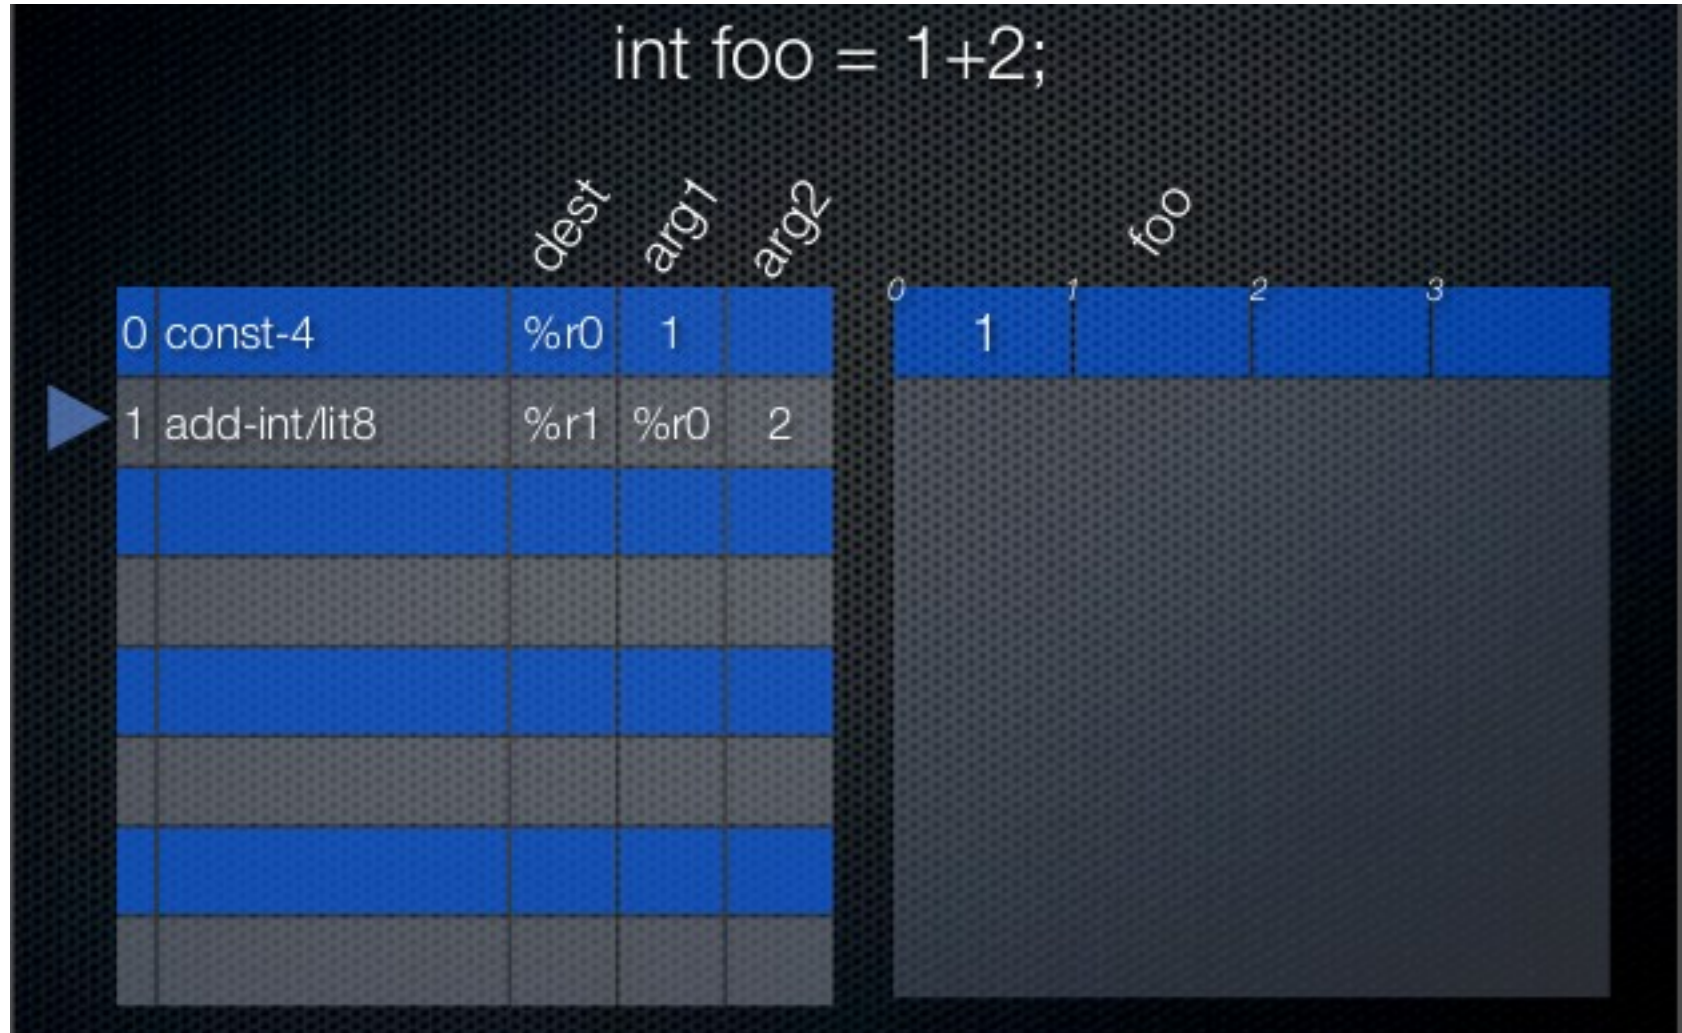 int foo = 1+2;
dest arg1 arg2 foo
0 1 2 3
0 const-4 %r0 1 1
1 add-int/lit8 %r1 %r0 2